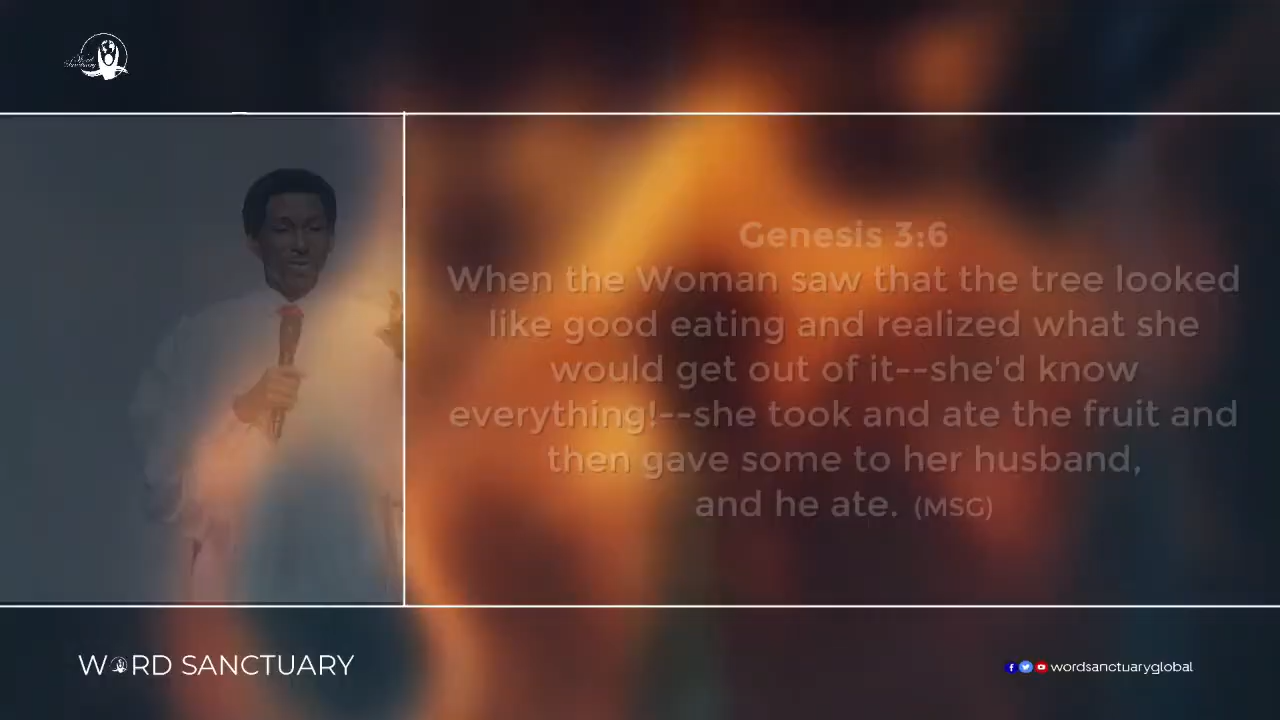 Word
Sanctuary
Genesis 3:6
When the Woman saw that the tree looked
like good eating and realized what she
would get out of it--she'd know
everything!--she took and ate the fruit and
then gave some to her husband,
and he ate. (MSG)
WORD SANCTUARY
wordsanctuaryglobal